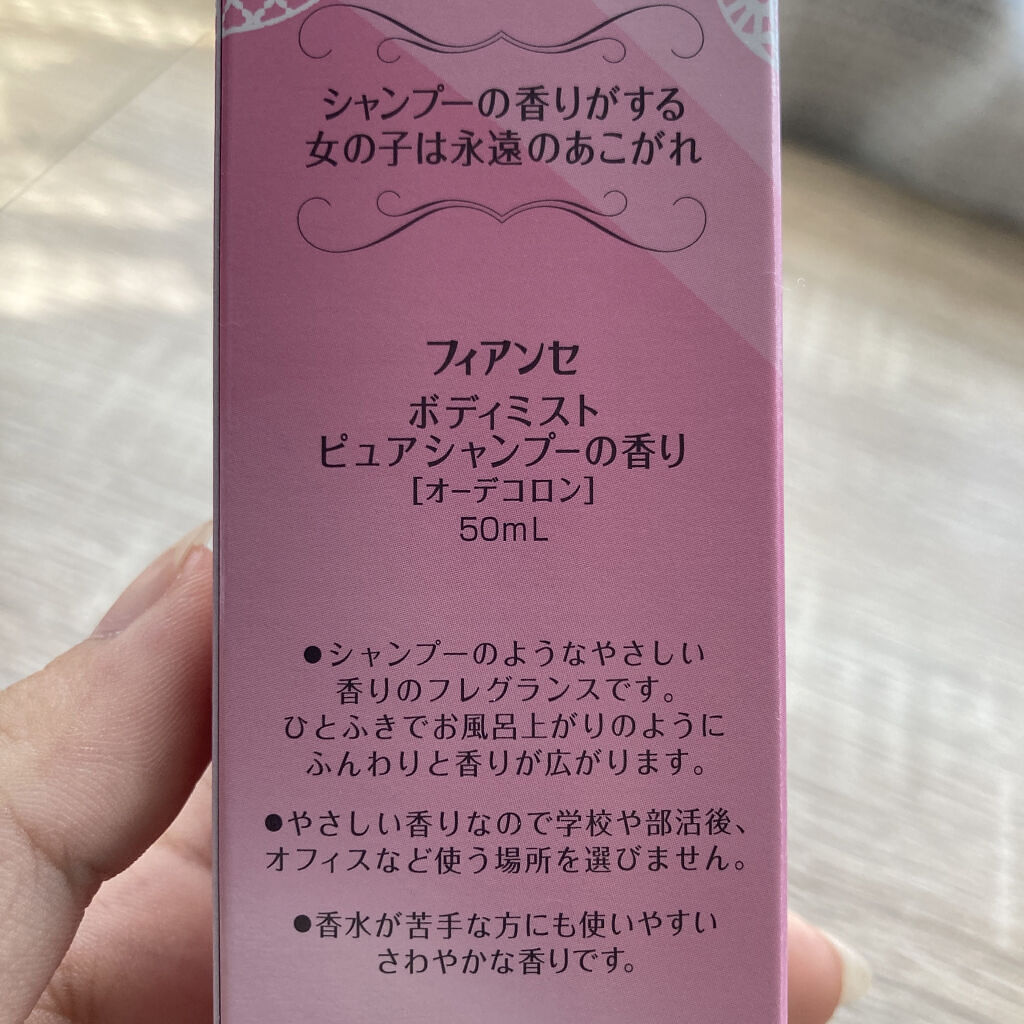 シャンプーの香りがする
女の子は永遠のあこがれ
フィアンセ
ボディミスト
ピュアシャンプーの香り
[オーデコロン]
50mL
●シャンプーのようなやさしい
香りのフレグランスです。
ひとふきでお風呂上がりのように
ふんわりと香りが広がります。
●やさしい香りなので学校や部活後、
オフィスなど使う場所を選びません。
●香水が苦手な方にも使いやすい
さわやかな香りです。